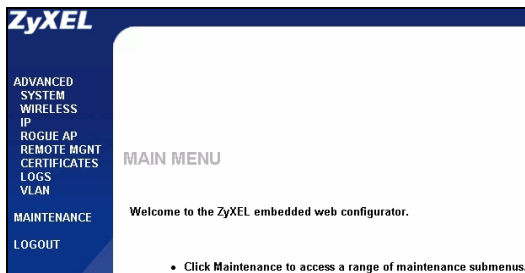 ZyXEL
ADVANCED
SYSTEM
WIRELESS
IP
ROGUE AP
REMOTE MGNT
CERTIFICATES
LOGS
VLAN
MAINTENANCE
LOGOUT
MAIN MENU
Welcome to the ZyXEL embedded web configurator.
• Click Maintenance to access a range of maintenance submenus.